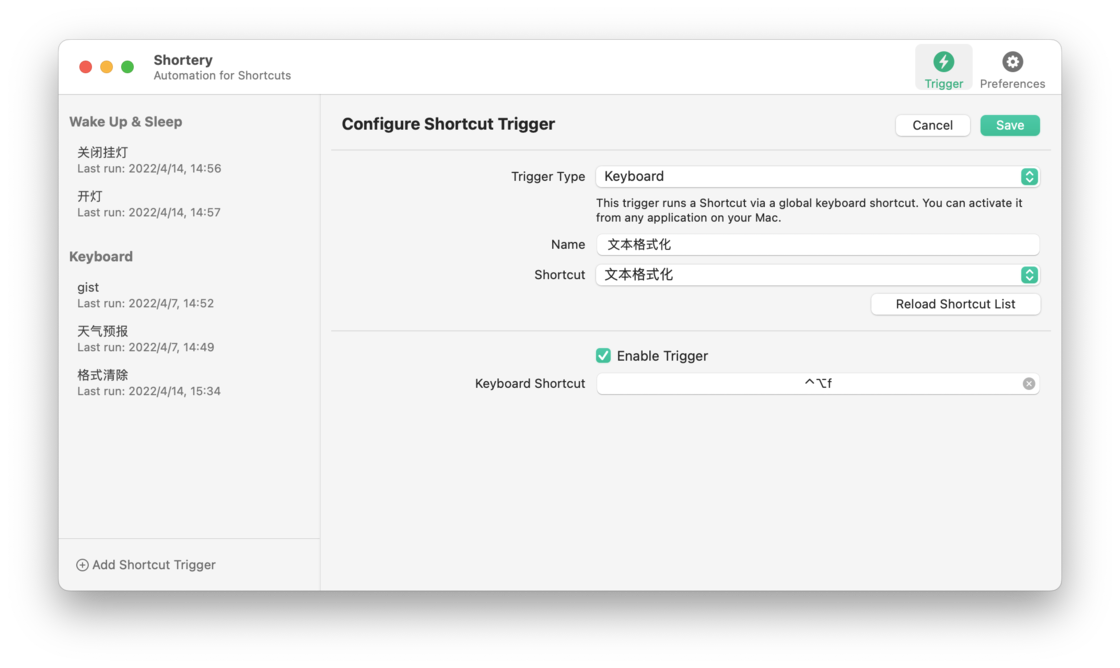 Shortery
Automation for Shortcuts
Trigger
Preferences
Wake Up & Sleep
关闭挂灯
Last run: 2022/4/14, 14:56
开灯
Last run: 2022/4/14, 14:57
Keyboard
gist
Last run: 2022/4/7, 14:52
天气预报
Last run: 2022/4/7, 14:49
格式清除
Last run: 2022/4/14, 15:34
Add Shortcut Trigger
Configure Shortcut Trigger
Cancel
Save
Trigger Type
Keyboard
This trigger runs a Shortcut via a global keyboard shortcut. You can activate it
from any application on your Mac.
Name
文本格式化
Shortcut
文本格式化
Reload Shortcut List
Enable Trigger
Keyboard Shortcut
^⌥f